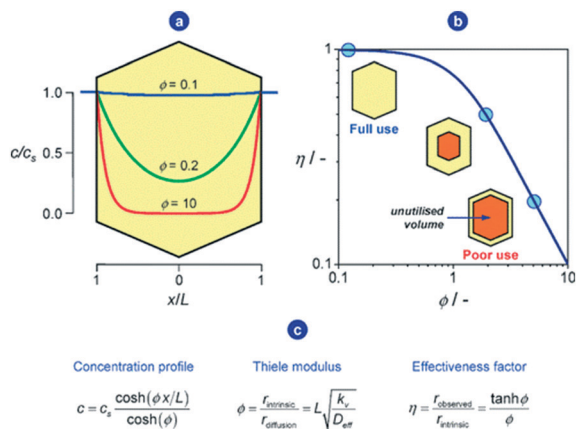 a
c/cs
1.0
0.5
0.0
ϕ = 0.1
ϕ = 0.2
ϕ = 10
1
0
1
x/L
b
η / -
1
0.1
Full use
unutilised
volume
Poor use
0.1
1
10
ϕ / -
c
Concentration profile
c = cs cosh(ϕ x/L) / cosh(ϕ)
Thiele modulus
ϕ = rintrinsic / rdiffusion = L √(kv / Deff)
Effectiveness factor
η = robserved / rintrinsic = tanhϕ / ϕ